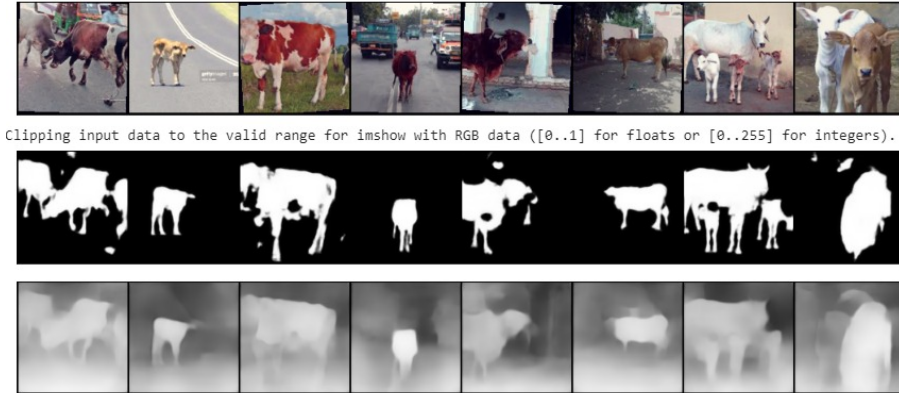 Clipping input data to the valid range for imshow with RGB data ([0..1] for floats or [0..255] for integers).